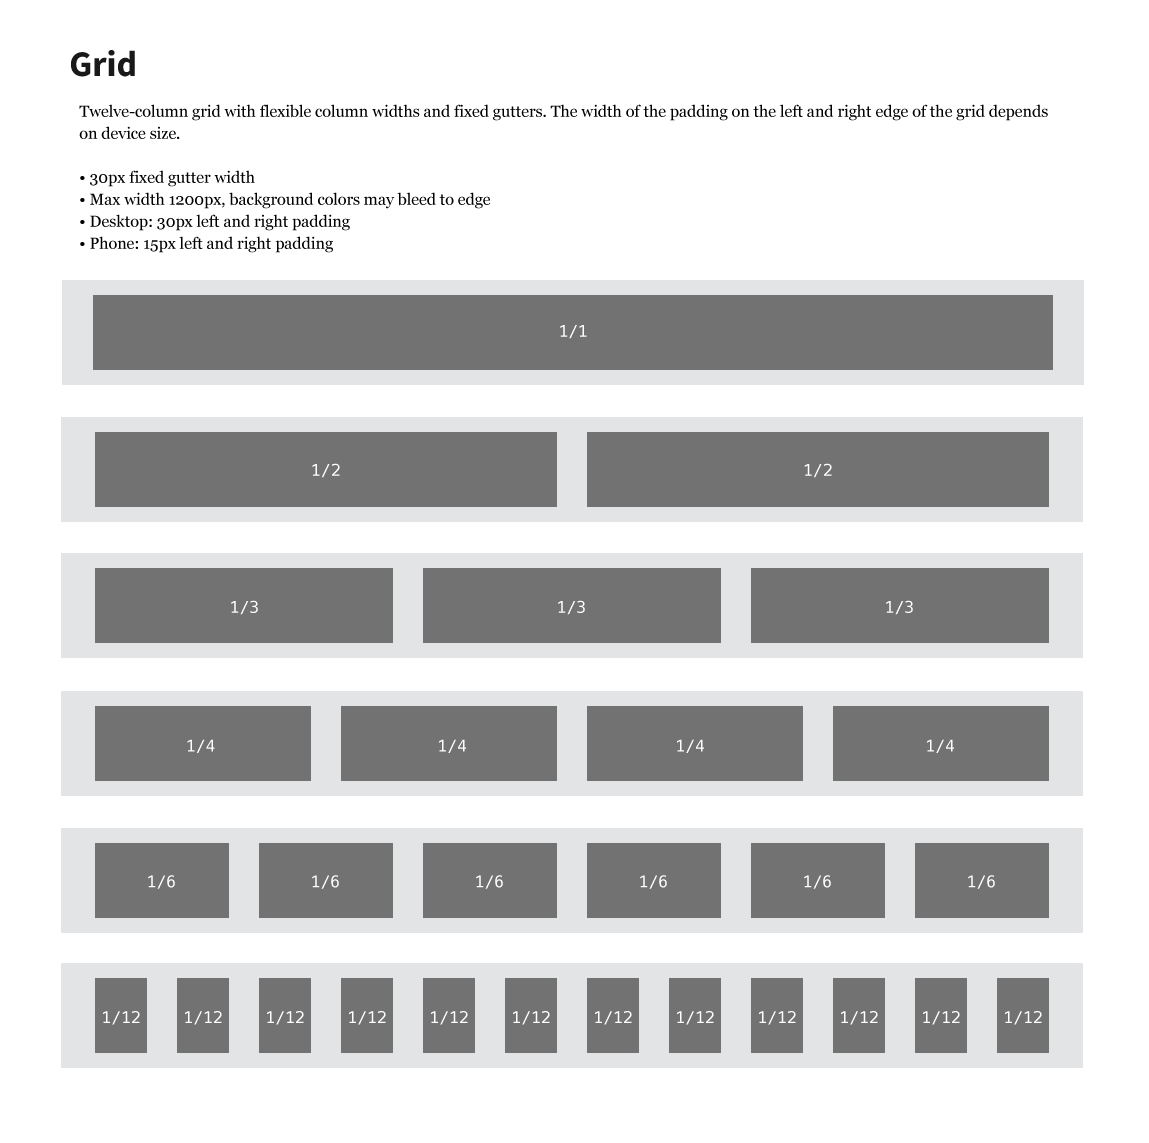 Grid
Twelve-column grid with flexible column widths and fixed gutters. The width of the padding on the left and right edge of the grid depends
on device size.
• 30px fixed gutter width
• Max width 1200px, background colors may bleed to edge
• Desktop: 30px left and right padding
• Phone: 15px left and right padding
1/1
1/2 1/2
1/3 1/3 1/3
1/4 1/4 1/4 1/4
1/6 1/6 1/6 1/6 1/6 1/6
1/12 1/12 1/12 1/12 1/12 1/12 1/12 1/12 1/12 1/12 1/12 1/12